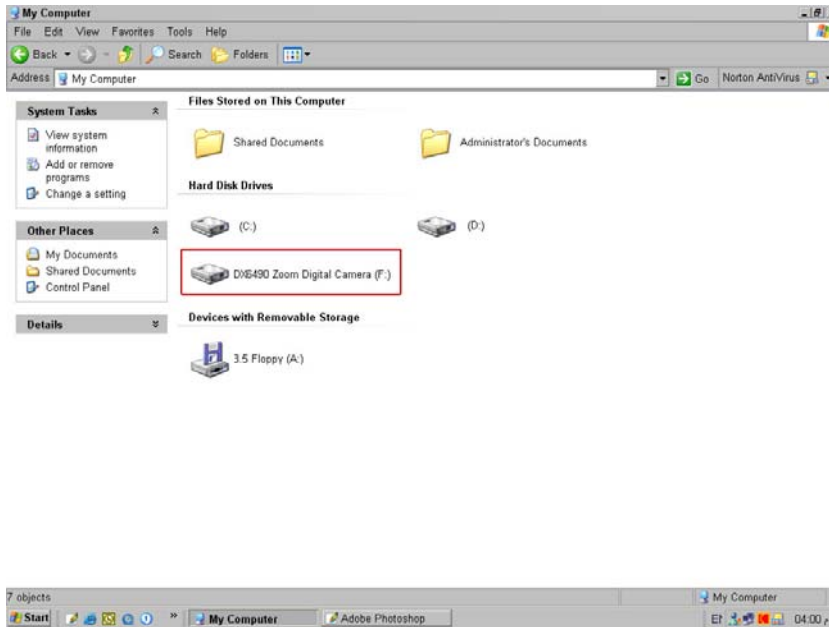 My Computer
File Edit View Favorites Tools Help
Back Search Folders
Address My Computer Go Norton AntiVirus
System Tasks
View system
information
Add or remove
programs
Change a setting
Other Places
My Documents
Shared Documents
Control Panel
Details
Files Stored on This Computer
Shared Documents Administrator's Documents
Hard Disk Drives
(C:) (D:)
DX6490 Zoom Digital Camera (F:)
Devices with Removable Storage
3.5 Floppy (A:)
7 objects My Computer
Start » My Computer Adobe Photoshop 04:00